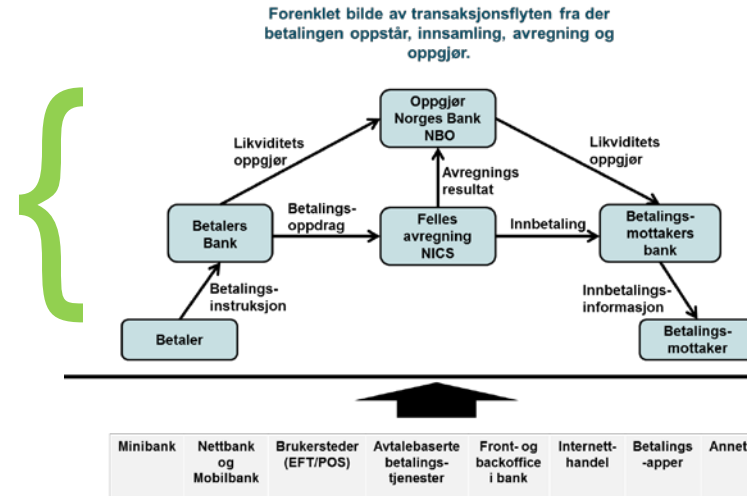 Forenklet bilde av transaksjonsflyten fra der
betalingen oppstår, innsamling, avregning og
oppgjør.
Oppgjør
Norges Bank
NBO
Likviditets
oppgjør
Likviditets
oppgjør
Avregnings
resultat
Betalers
Bank
Betalings-
oppdrag
Felles
avregning
NICS
Innbetaling
Betalings-
mottakers
bank
Betalings-
instruksjon
Innbetalings-
informasjon
Betaler
Betalings-
mottaker
Minibank
Nettbank
og
Mobilbank
Brukersteder
(EFT/POS)
Avtalebaserte
betalings-
tjenester
Front- og
backoffice
i bank
Internett-
handel
Betalings
-apper
Annet